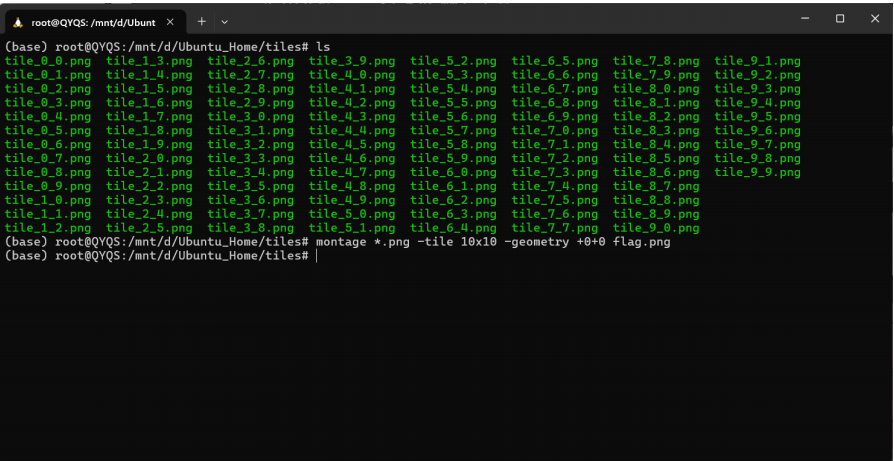 root@QYQS: /mnt/d/Ubunt × + ⌄ − □ ×
(base) root@QYQS:/mnt/d/Ubuntu_Home/tiles# ls
tile_0_0.png tile_1_3.png tile_2_6.png tile_3_9.png tile_5_2.png tile_6_5.png tile_7_8.png tile_9_1.png
tile_0_1.png tile_1_4.png tile_2_7.png tile_4_0.png tile_5_3.png tile_6_6.png tile_7_9.png tile_9_2.png
tile_0_2.png tile_1_5.png tile_2_8.png tile_4_1.png tile_5_4.png tile_6_7.png tile_8_0.png tile_9_3.png
tile_0_3.png tile_1_6.png tile_2_9.png tile_4_2.png tile_5_5.png tile_6_8.png tile_8_1.png tile_9_4.png
tile_0_4.png tile_1_7.png tile_3_0.png tile_4_3.png tile_5_6.png tile_6_9.png tile_8_2.png tile_9_5.png
tile_0_5.png tile_1_8.png tile_3_1.png tile_4_4.png tile_5_7.png tile_7_0.png tile_8_3.png tile_9_6.png
tile_0_6.png tile_1_9.png tile_3_2.png tile_4_5.png tile_5_8.png tile_7_1.png tile_8_4.png tile_9_7.png
tile_0_7.png tile_2_0.png tile_3_3.png tile_4_6.png tile_5_9.png tile_7_2.png tile_8_5.png tile_9_8.png
tile_0_8.png tile_2_1.png tile_3_4.png tile_4_7.png tile_6_0.png tile_7_3.png tile_8_6.png tile_9_9.png
tile_0_9.png tile_2_2.png tile_3_5.png tile_4_8.png tile_6_1.png tile_7_4.png tile_8_7.png
tile_1_0.png tile_2_3.png tile_3_6.png tile_4_9.png tile_6_2.png tile_7_5.png tile_8_8.png
tile_1_1.png tile_2_4.png tile_3_7.png tile_5_0.png tile_6_3.png tile_7_6.png tile_8_9.png
tile_1_2.png tile_2_5.png tile_3_8.png tile_5_1.png tile_6_4.png tile_7_7.png tile_9_0.png
(base) root@QYQS:/mnt/d/Ubuntu_Home/tiles# montage *.png -tile 10x10 -geometry +0+0 flag.png
(base) root@QYQS:/mnt/d/Ubuntu_Home/tiles#